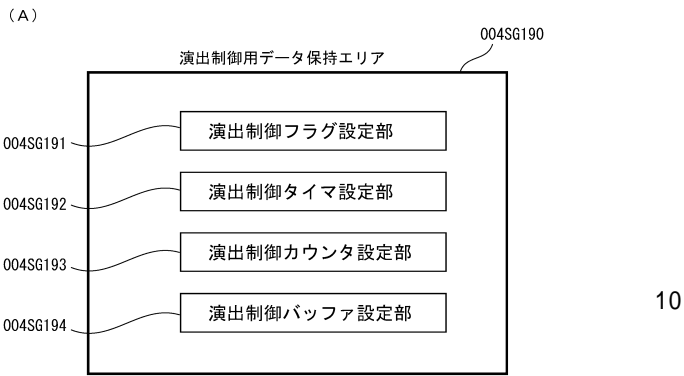 （A）
004SG190
演出制御用データ保持エリア
演出制御フラグ設定部
004SG191
演出制御タイマ設定部
004SG192
演出制御カウンタ設定部
004SG193
10
演出制御バッファ設定部
004SG194